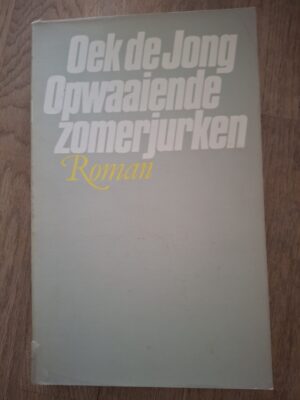 Oek de Jong
Opwaaiende
zomerjurken
Roman